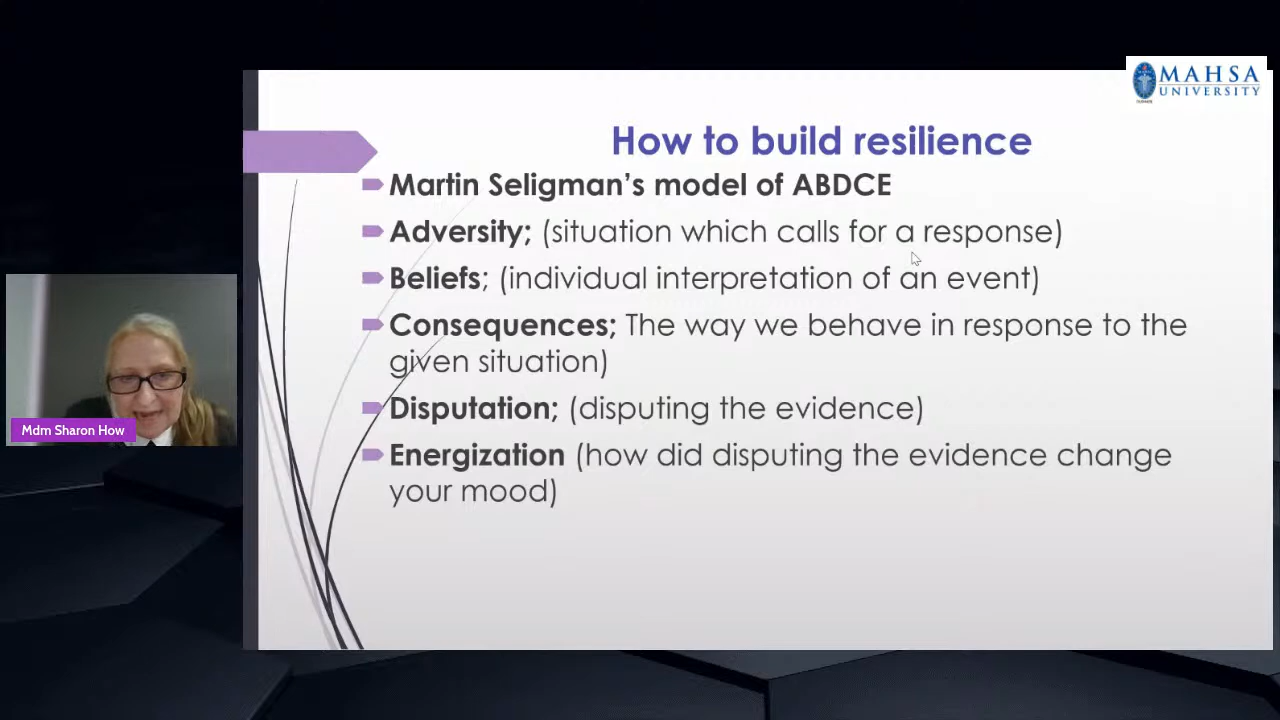 MAHSA
UNIVERSITY
How to build resilience
Martin Seligman’s model of ABDCE
Adversity; (situation which calls for a response)
Beliefs; (individual interpretation of an event)
Consequences; The way we behave in response to the
given situation)
Disputation; (disputing the evidence)
Energization (how did disputing the evidence change
your mood)
Mdm Sharon How